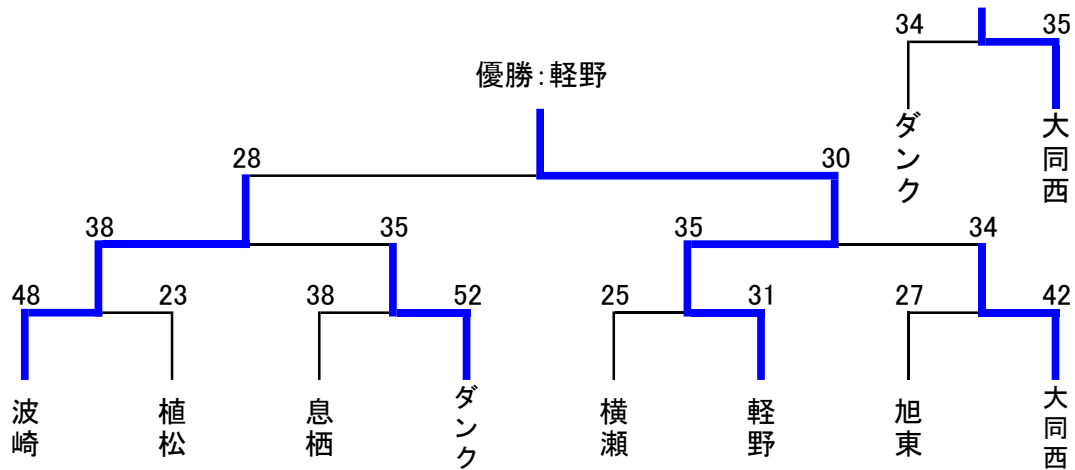 34 35
優勝:軽野
ダンク 大同西
28 30
38 35 35 34
48 23 38 52 25 31 27 42
波崎 植松 息栖 ダンク 横瀬 軽野 旭東 大同西